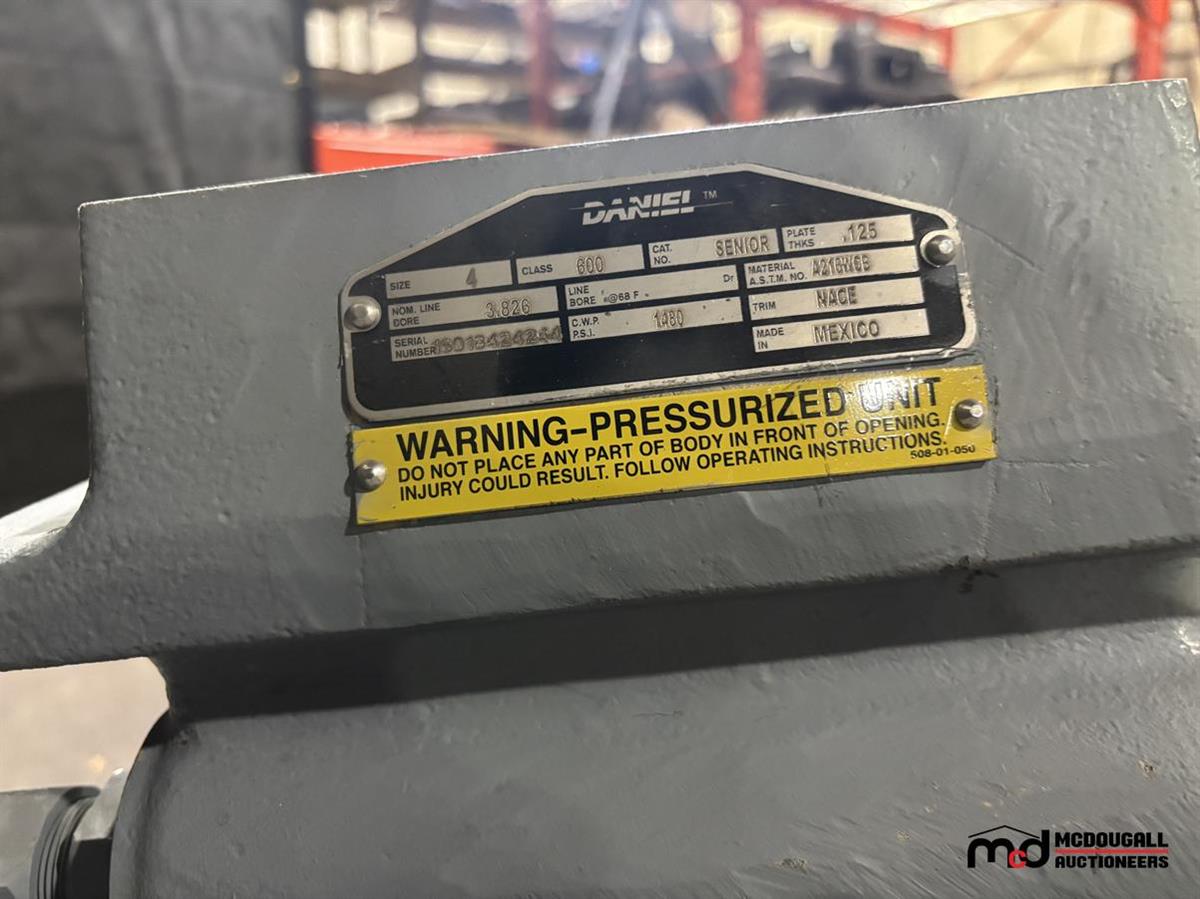 DANIEL™
SIZE 4 CLASS 600 CAT. NO. SENIOR PLATE THKS .125
NOM. LINE BORE 3.826 LINE BORE @68 F Dr MATERIAL A.S.T.M. NO. A216WCB
SERIAL NUMBER C.W.P. P.S.I. 1480 TRIM NACE
MADE IN MEXICO
WARNING-PRESSURIZED UNIT
DO NOT PLACE ANY PART OF BODY IN FRONT OF OPENING.
INJURY COULD RESULT. FOLLOW OPERATING INSTRUCTIONS.
508-01-050
mcd MCDOUGALL
AUCTIONEERS